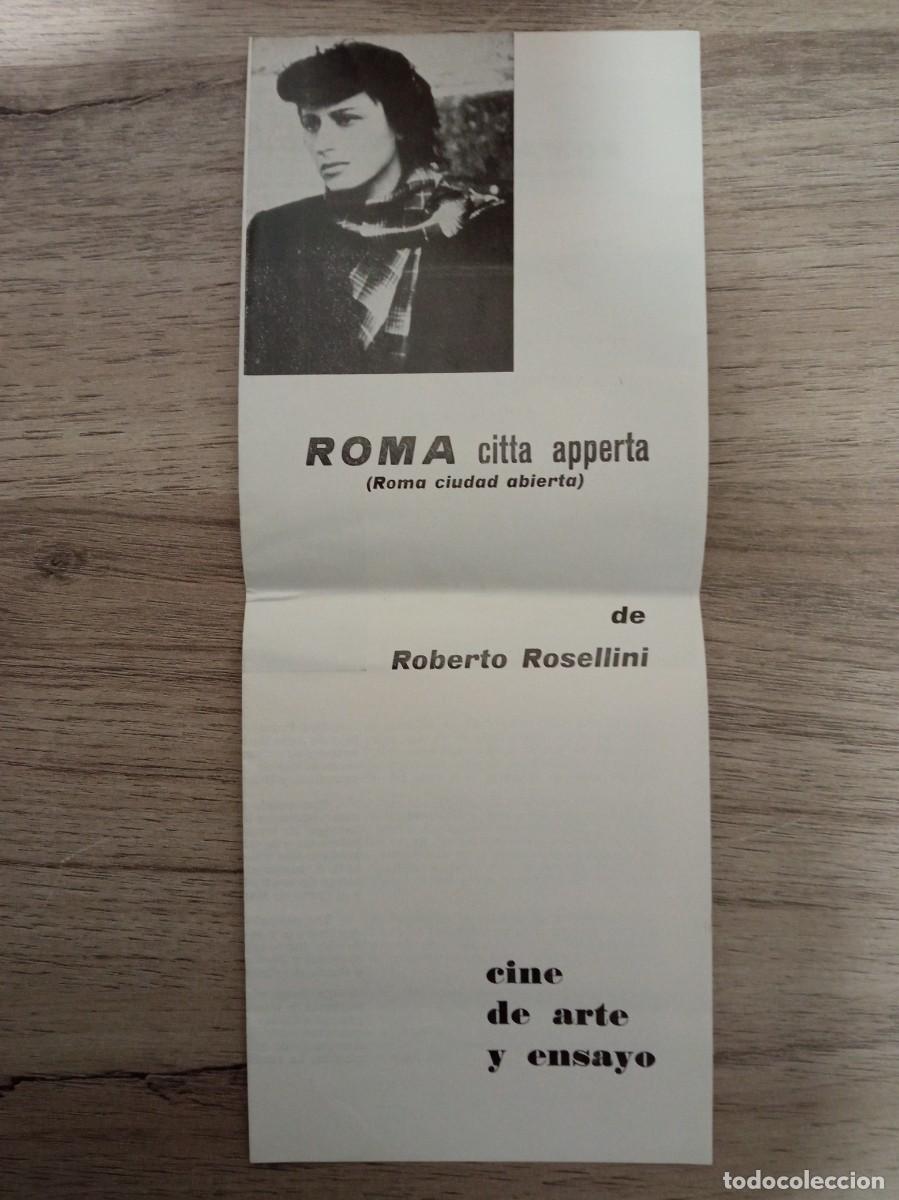 ROMA citta apperta
(Roma ciudad abierta)
de
Roberto Rosellini
cine
de arte
y ensayo
todocoleccion